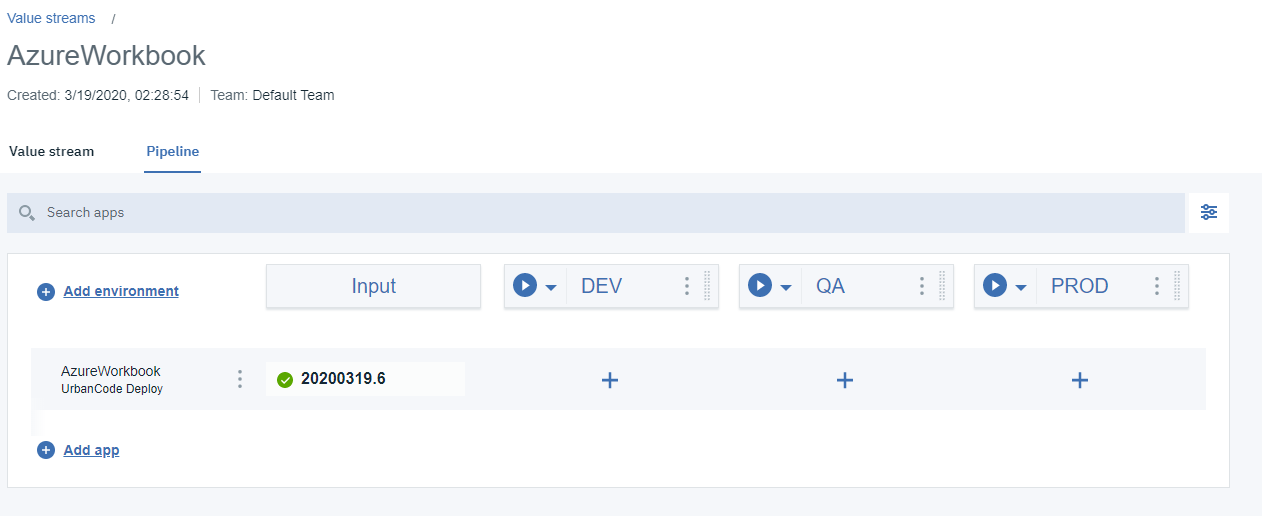 Value streams /
AzureWorkbook
Created: 3/19/2020, 02:28:54 Team: Default Team
Value stream Pipeline
Search apps
Add environment Input DEV QA PROD
AzureWorkbook
UrbanCode Deploy
20200319.6
Add app